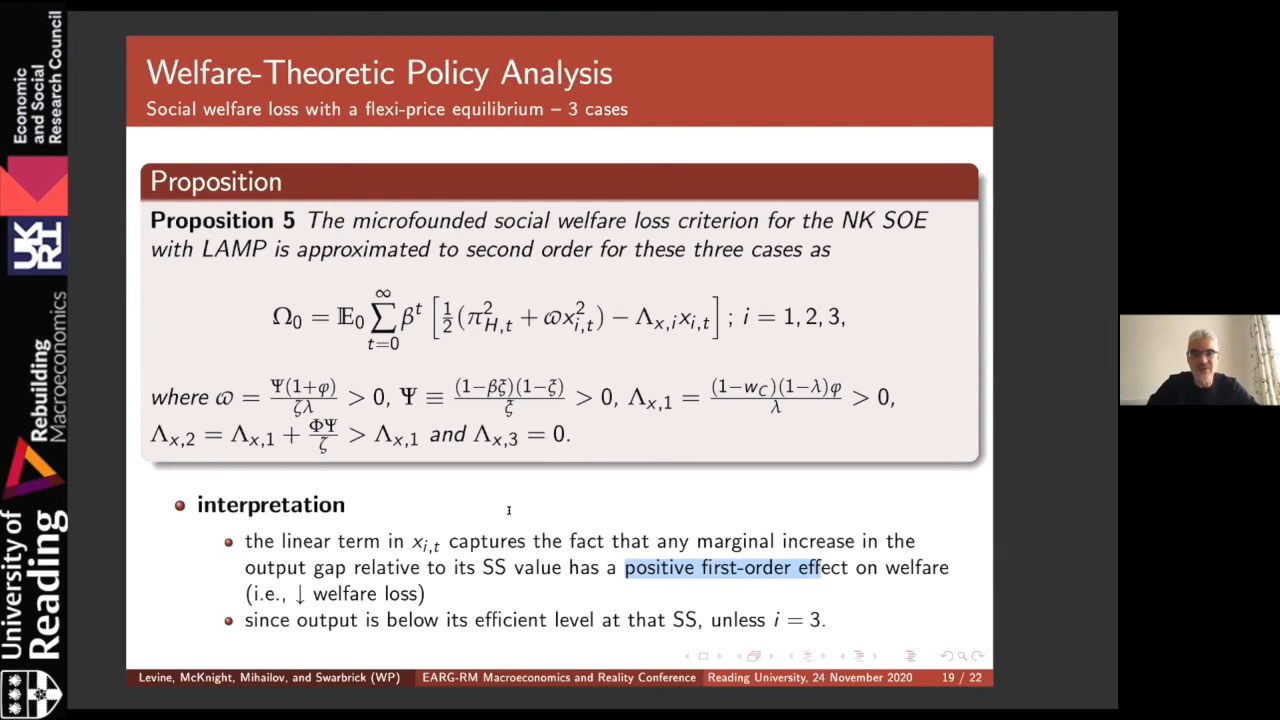 Economic
and Social
Research Council
UKRI
Rebuilding
Macroeconomics
University of
Reading
Welfare-Theoretic Policy Analysis
Social welfare loss with a flexi-price equilibrium – 3 cases
Proposition
Proposition 5 The microfounded social welfare loss criterion for the NK SOE
with LAMP is approximated to second order for these three cases as
Ω₀ = 𝔼₀ ∑_{t=0}^{∞} β^t [½(π²_{H,t} + ϖx²_{i,t}) − Λ_{x,i}x_{i,t}] ; i = 1, 2, 3,
where ϖ = Ψ(1+φ)/ζλ > 0, Ψ ≡ (1−βξ)(1−ξ)/ξ > 0, Λ_{x,1} = (1−w_C)(1−λ)φ/λ > 0,
Λ_{x,2} = Λ_{x,1} + ΦΨ/ζ > Λ_{x,1} and Λ_{x,3} = 0.
interpretation
the linear term in x_{i,t} captures the fact that any marginal increase in the
output gap relative to its SS value has a positive first-order effect on welfare
(i.e., ↓ welfare loss)
since output is below its efficient level at that SS, unless i = 3.
Levine, McKnight, Mihailov, and Swarbrick (WP) EARG-RM Macroeconomics and Reality Conference Reading University, 24 November 2020 19 / 22